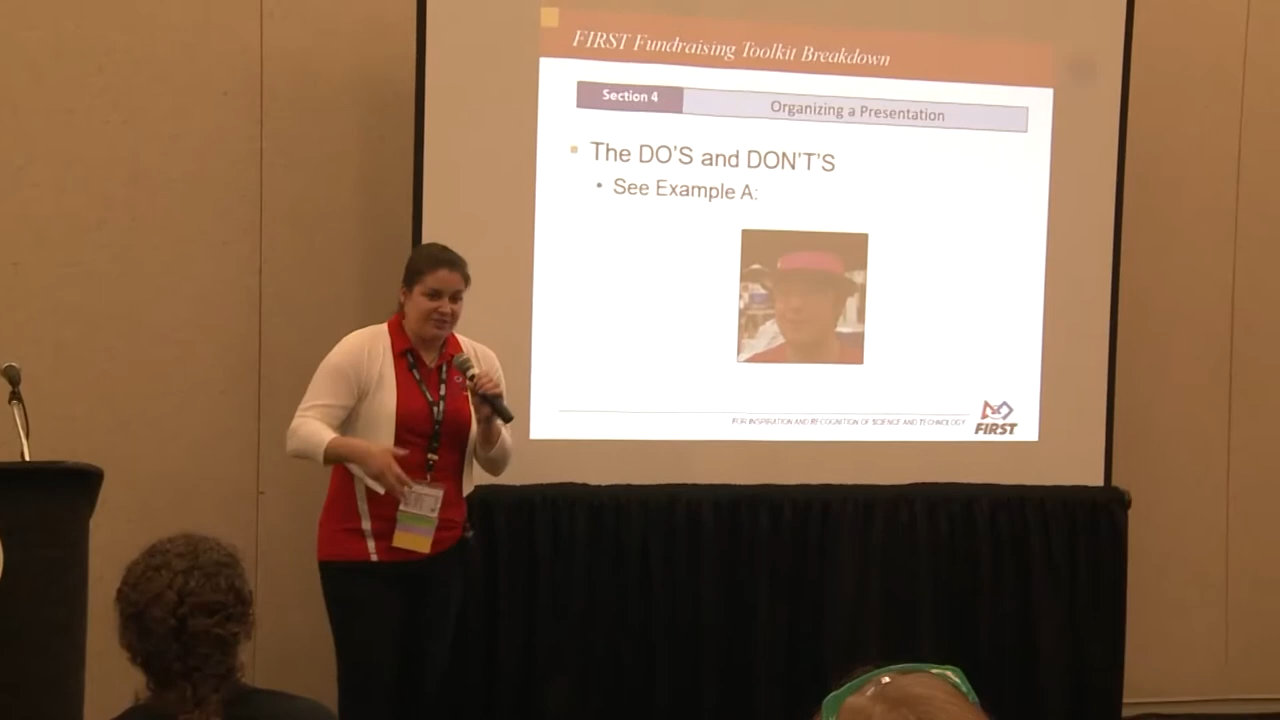 FIRST Fundraising Toolkit Breakdown
Section 4
Organizing a Presentation
The DO'S and DON'T'S
See Example A:
FOR INSPIRATION AND RECOGNITION OF SCIENCE AND TECHNOLOGY
FIRST